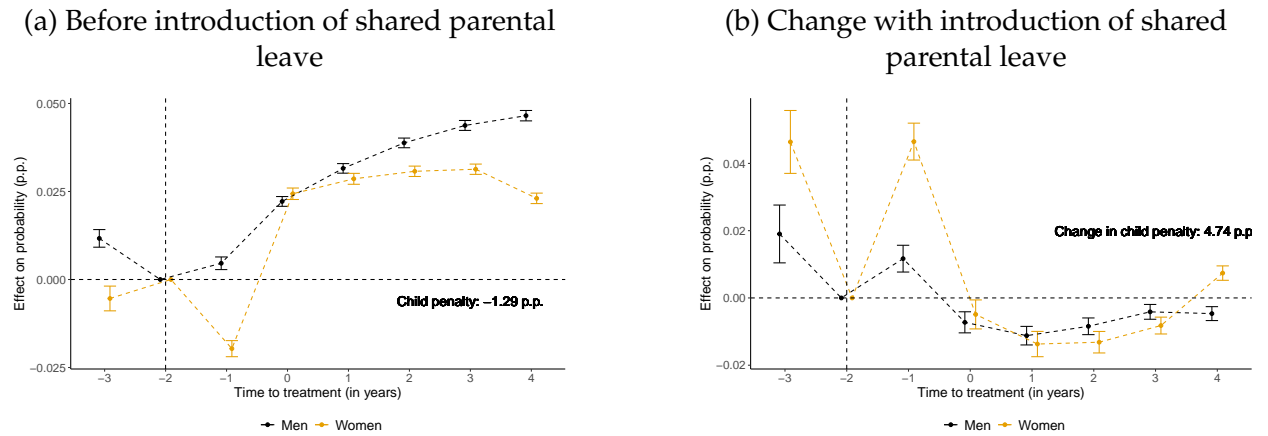 (a) Before introduction of shared parental
leave
0.050
0.025
0.000
−0.025
Effect on probability (p.p.)
Child penalty: −1.29 p.p.
−3 −2 −1 0 1 2 3 4
Time to treatment (in years)
Men Women
(b) Change with introduction of shared
parental leave
0.04
0.02
0.00
−0.02
Effect on probability (p.p.)
Change in child penalty: 4.74 p.p
−3 −2 −1 0 1 2 3 4
Time to treatment (in years)
Men Women